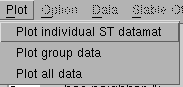 Plot Option Data Stable
Plot individual ST datamat
Plot group data
Plot all data